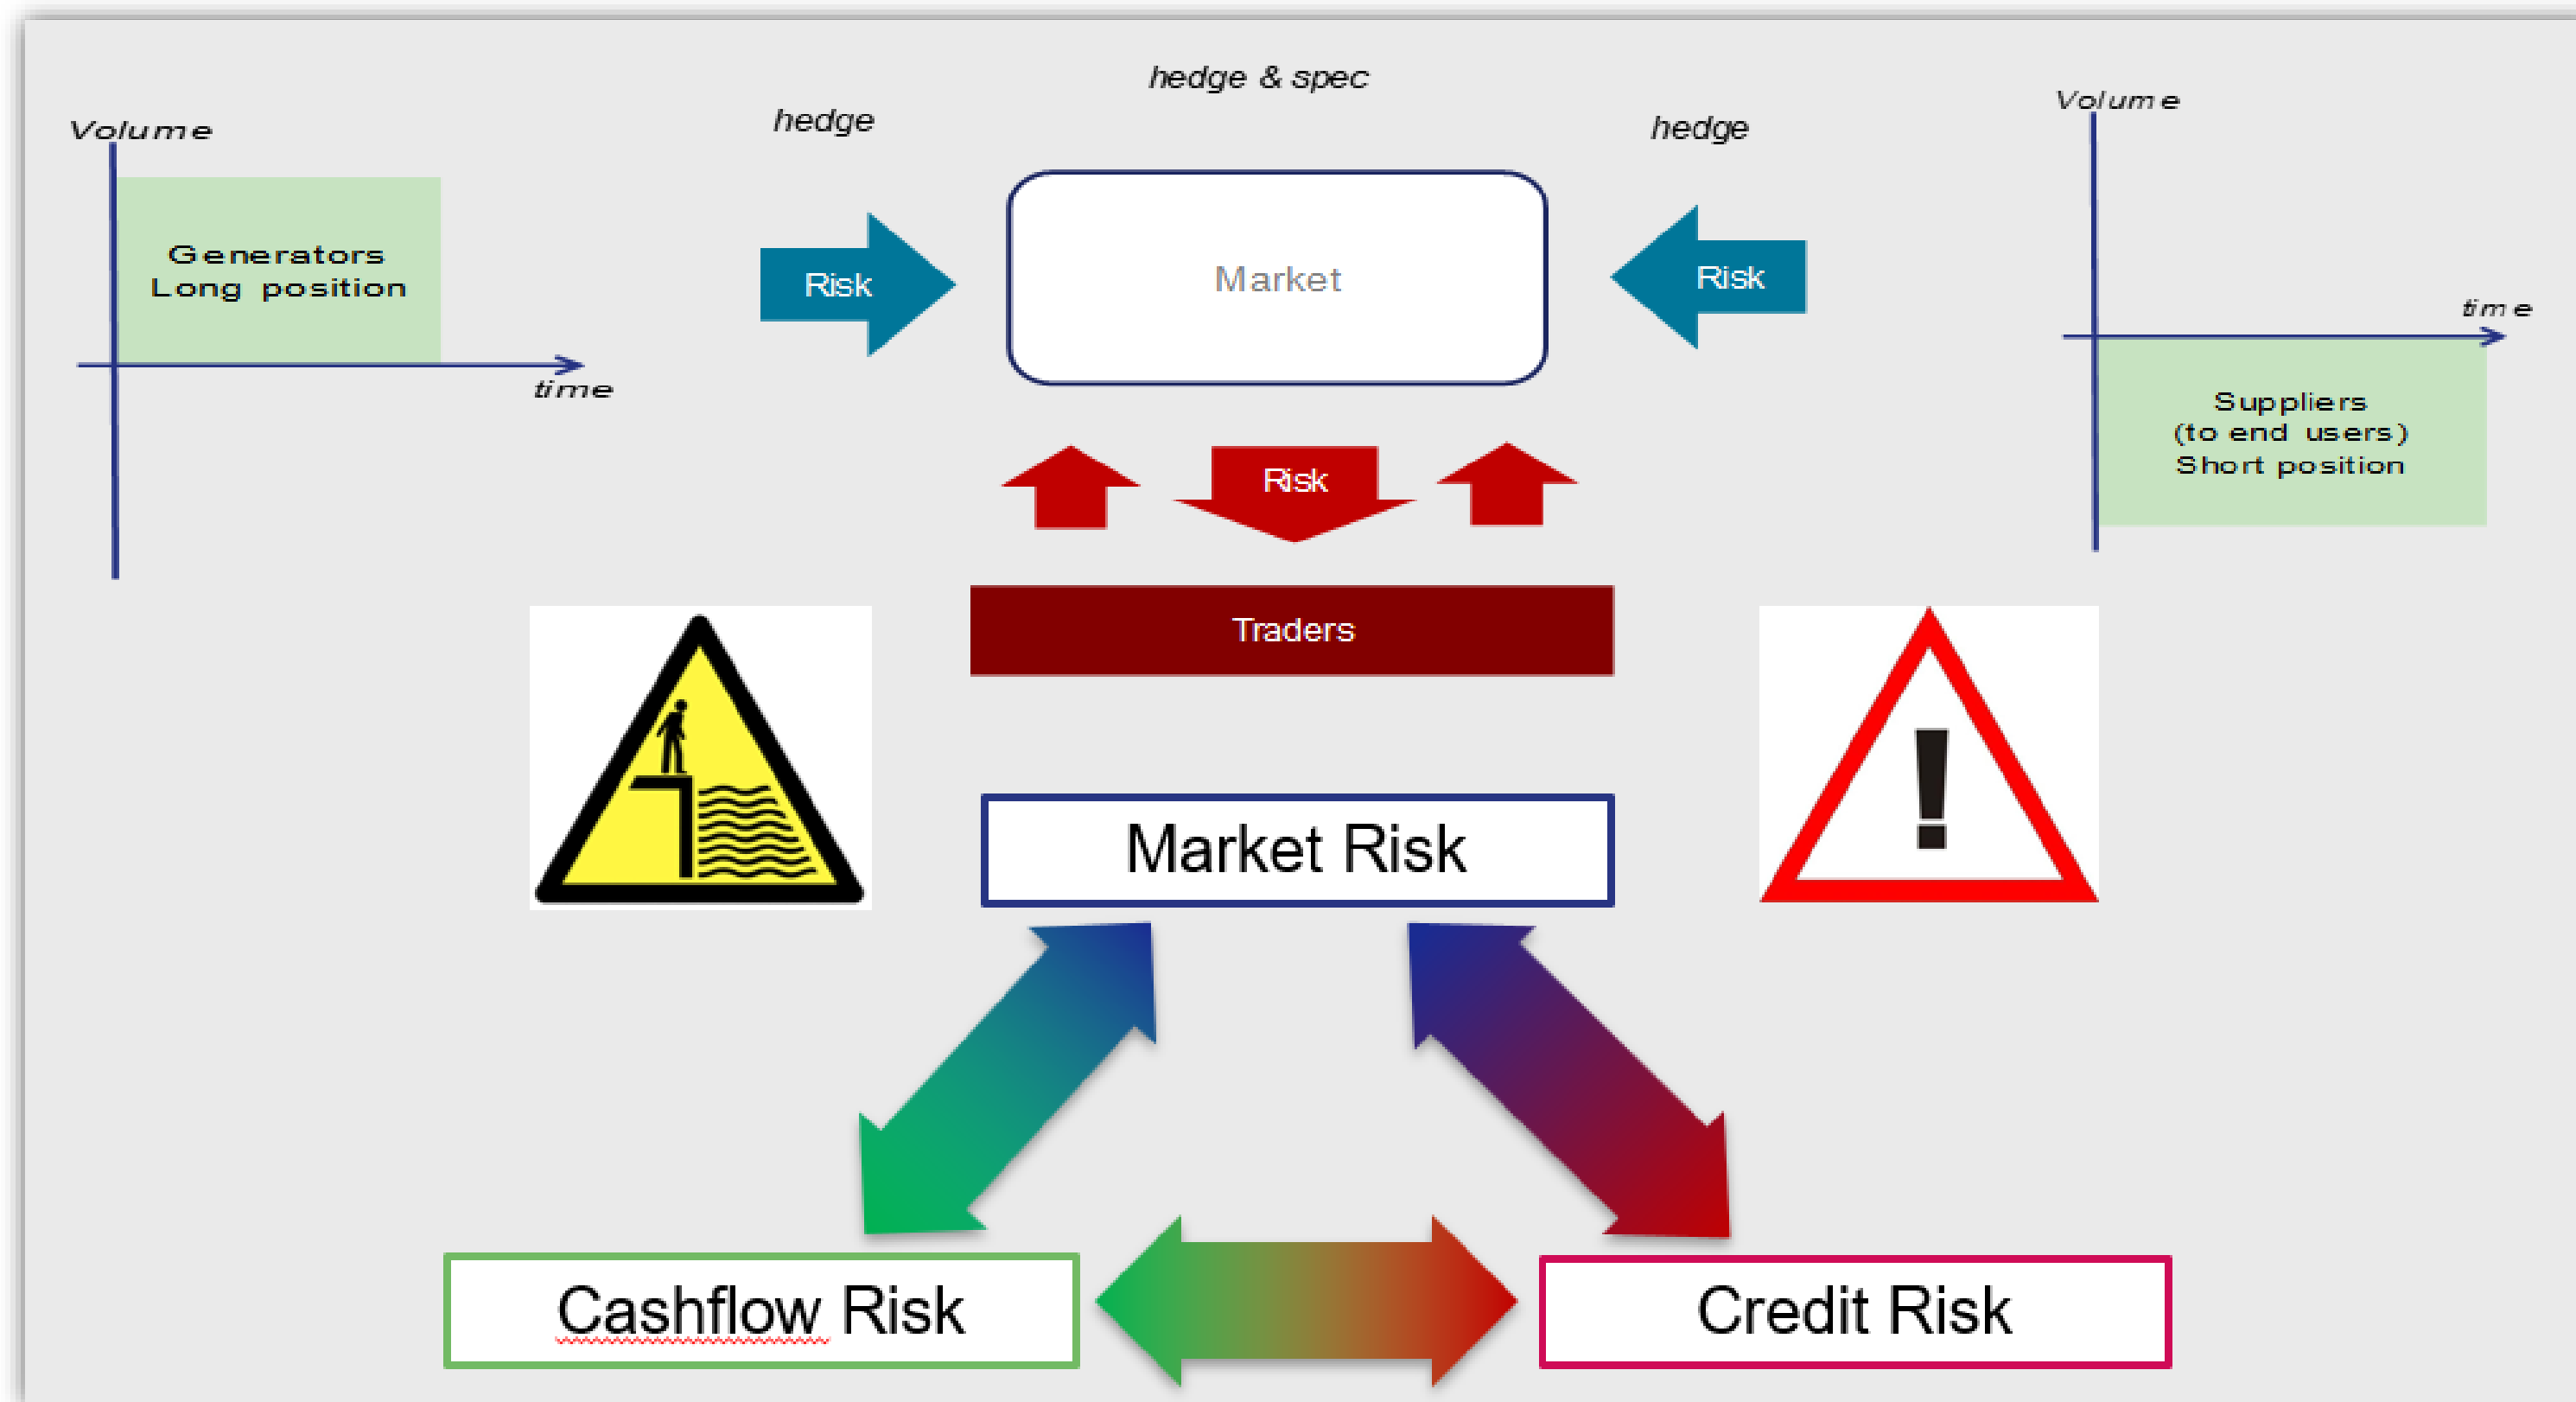 hedge & spec
hedge
hedge
Volume
Volume
Generators
Long position
time
Risk
Market
Risk
time
Suppliers
(to end users)
Short position
Risk
Traders
!
Market Risk
Cashflow Risk
Credit Risk